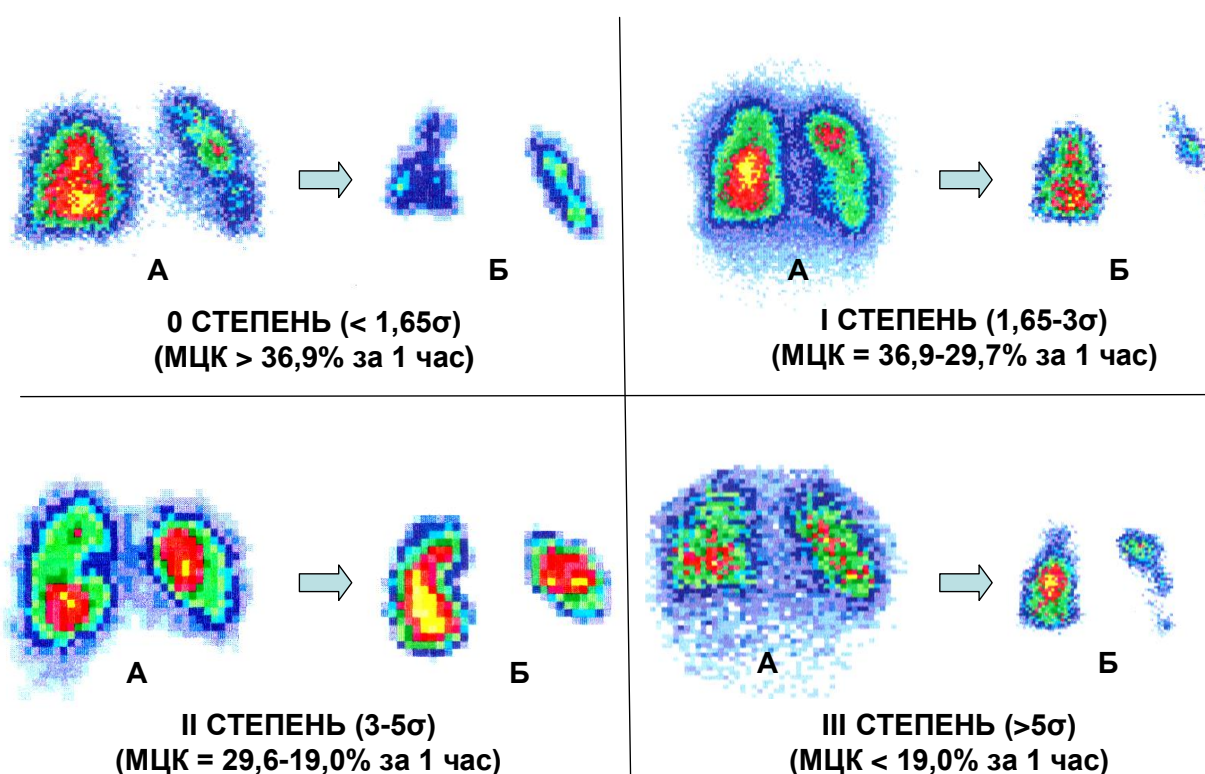 А
Б
0 СТЕПЕНЬ (< 1,65σ)
(МЦК > 36,9% за 1 час)
А
Б
I СТЕПЕНЬ (1,65-3σ)
(МЦК = 36,9-29,7% за 1 час)
А
Б
II СТЕПЕНЬ (3-5σ)
(МЦК = 29,6-19,0% за 1 час)
А
Б
III СТЕПЕНЬ (>5σ)
(МЦК < 19,0% за 1 час)